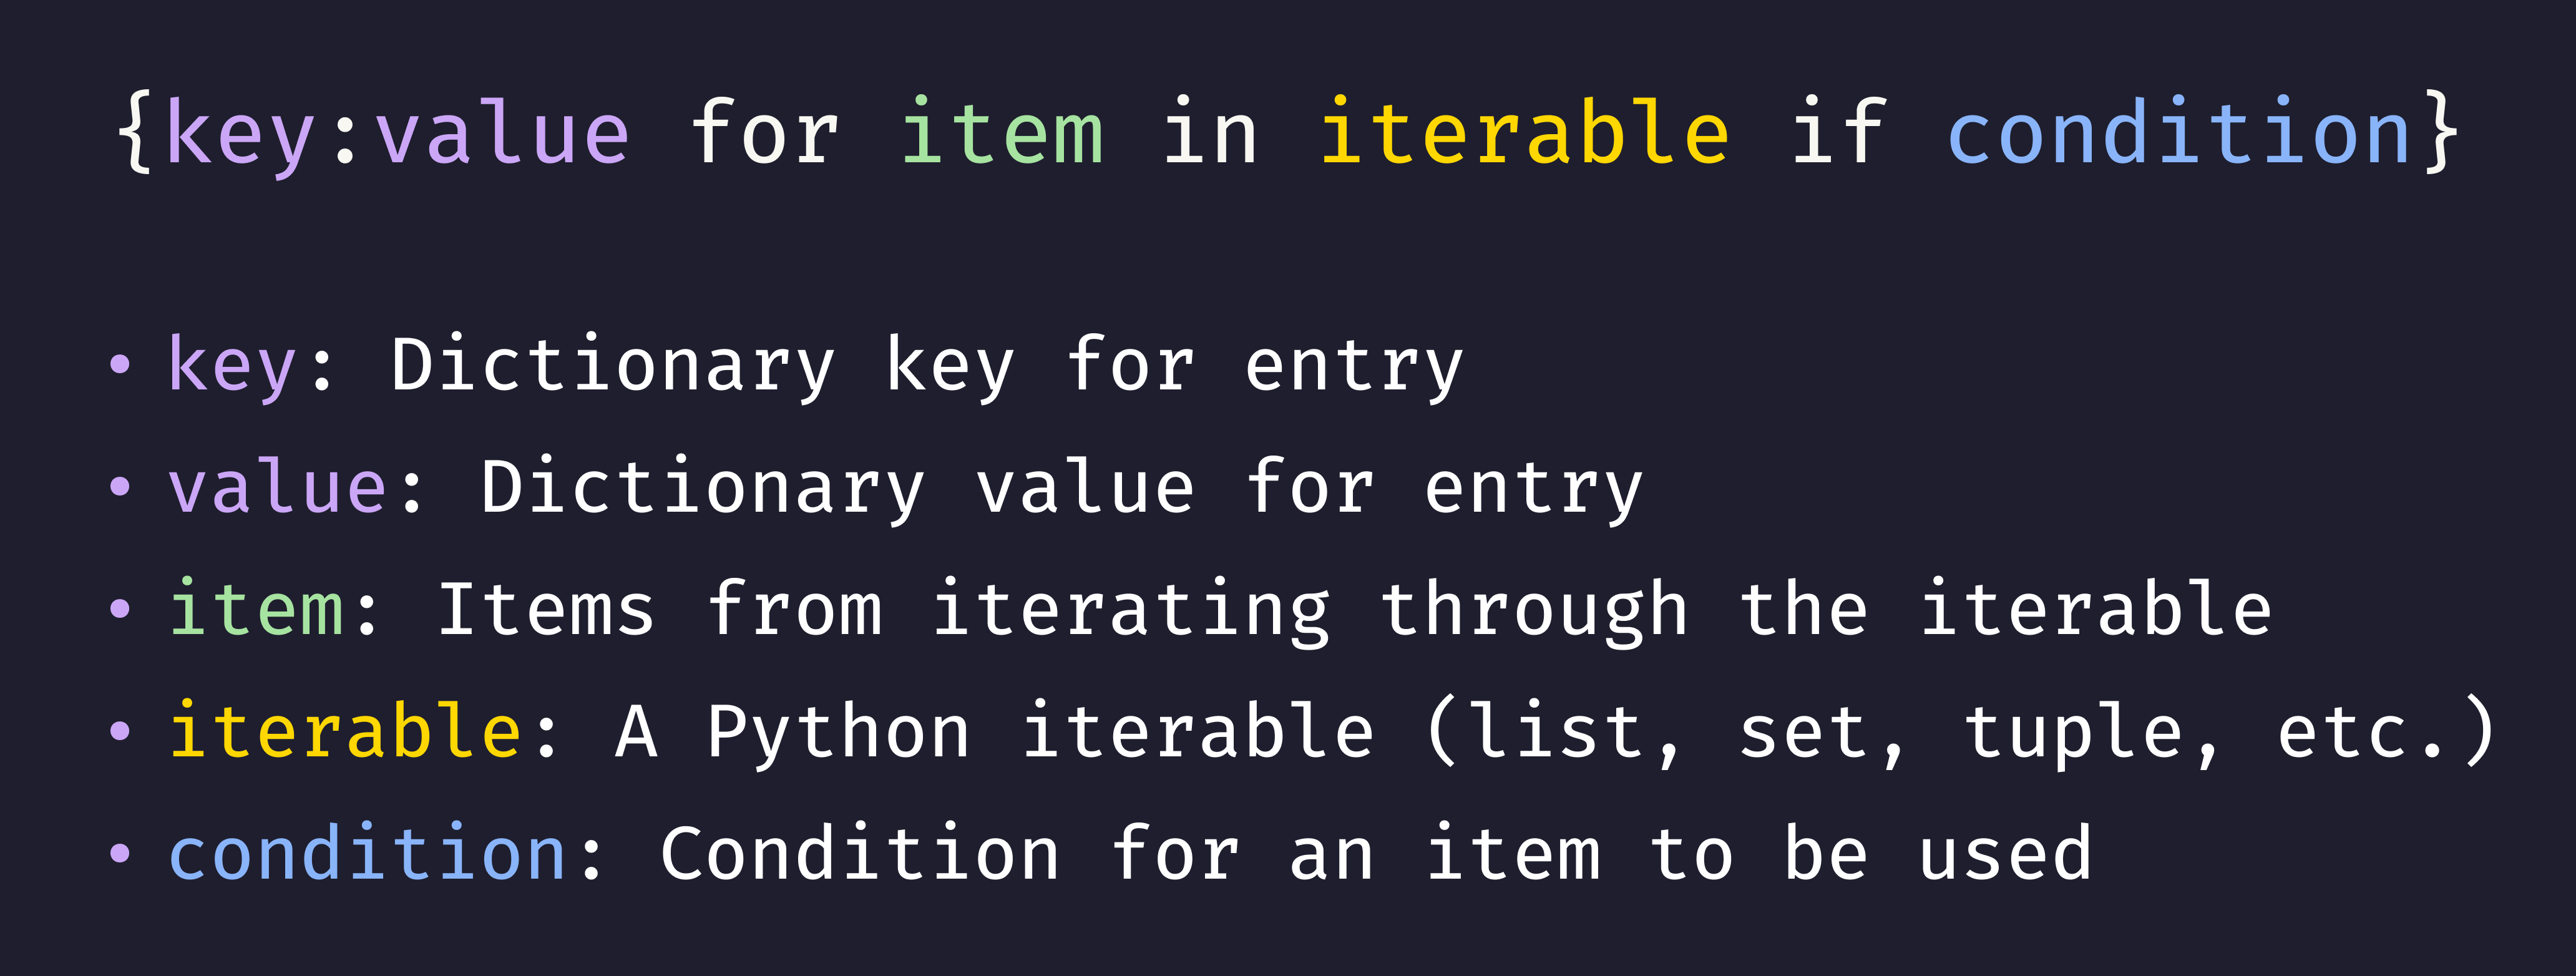 {key:value for item in iterable if condition}
• key: Dictionary key for entry
• value: Dictionary value for entry
• item: Items from iterating through the iterable
• iterable: A Python iterable (list, set, tuple, etc.)
• condition: Condition for an item to be used